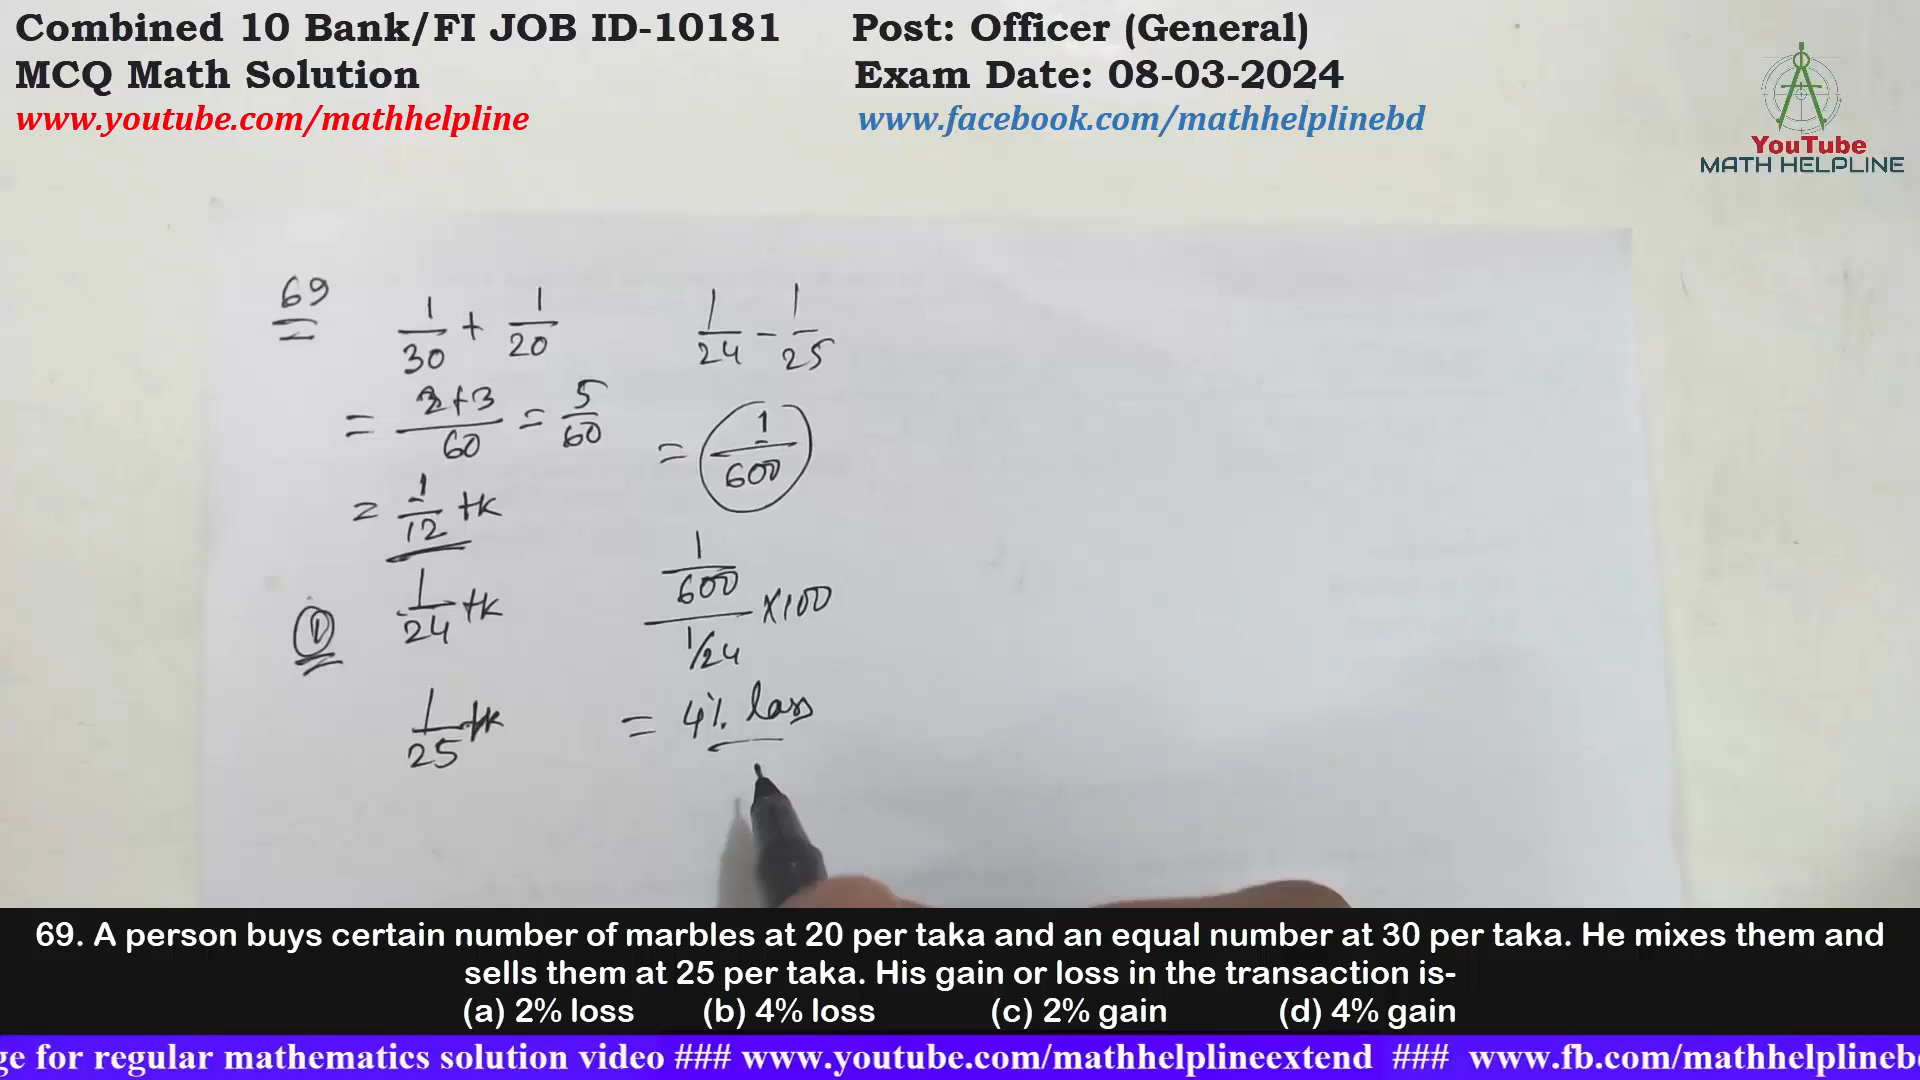 Combined 10 Bank/FI JOB ID-10181
MCQ Math Solution
www.youtube.com/mathhelpline
Post: Officer (General)
Exam Date: 08-03-2024
www.facebook.com/mathhelplinebd
YouTube
MATH HELPLINE
69
1/30 + 1/20
= 2+3/60 = 5/60
= 1/12 tk
① 1/24 tk
1/25 tk
1/24 - 1/25
= 1/600
1/600 / 1/24 ×100
= 4% loss
69. A person buys certain number of marbles at 20 per taka and an equal number at 30 per taka. He mixes them and
sells them at 25 per taka. His gain or loss in the transaction is-
(a) 2% loss (b) 4% loss (c) 2% gain (d) 4% gain
ge for regular mathematics solution video ### www.youtube.com/mathhelplineextend ### www.fb.com/mathhelplineb